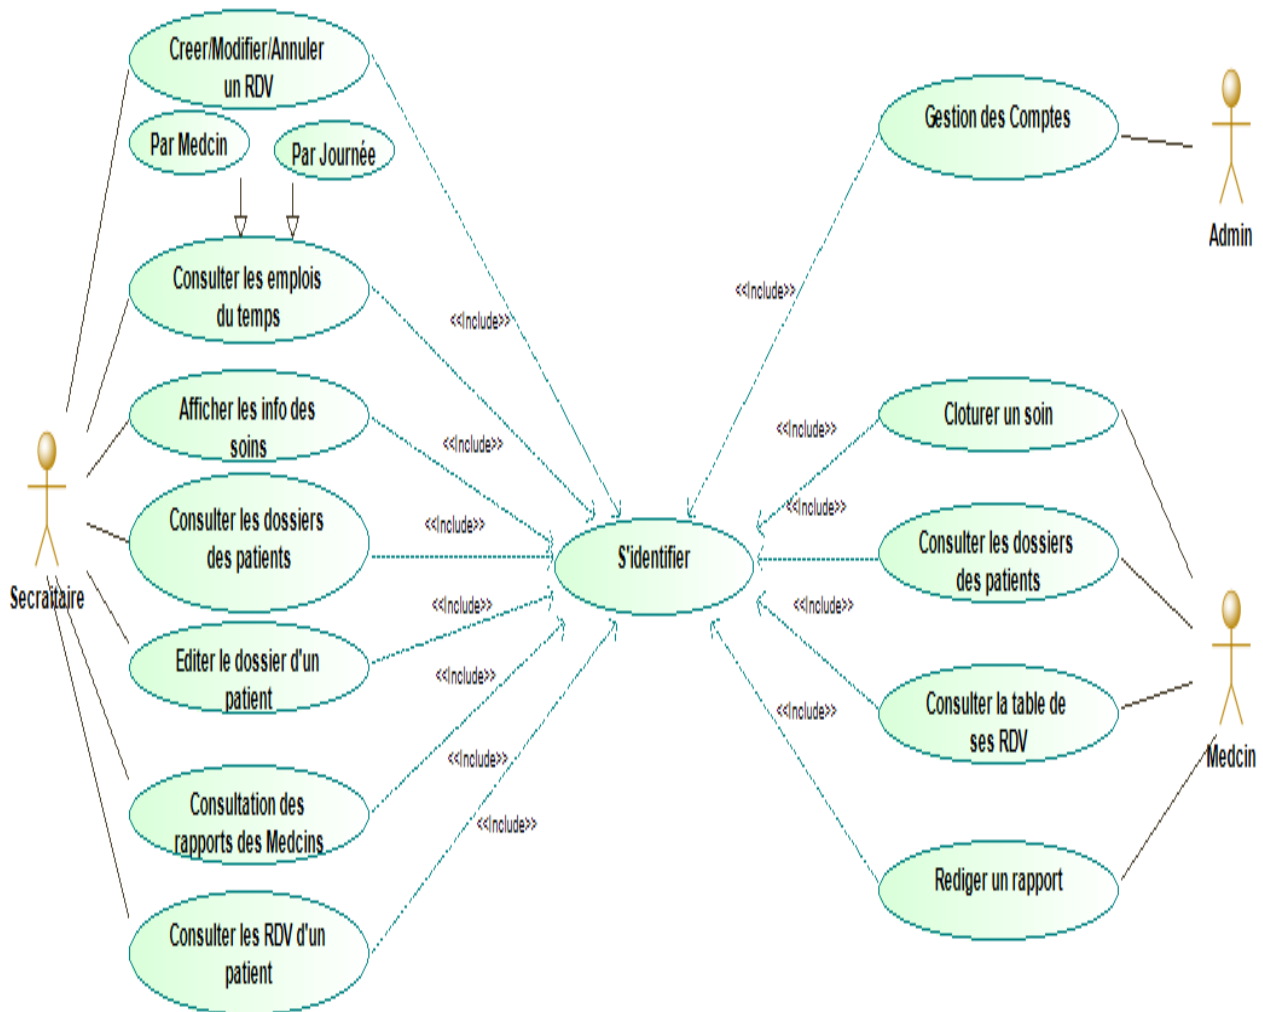 Creer/Modifier/Annuler
un RDV
Par Medcin
Par Journée
Consulter les emplois
du temps
Afficher les info des
soins
Consulter les dossiers
des patients
Editer le dossier d'un
patient
Consultation des
rapports des Medcins
Consulter les RDV d'un
patient
Secraitaire
<<Include>>
<<Include>>
<<Include>>
<<Include>>
<<Include>>
<<Include>>
<<Include>>
S'identifier
<<Include>>
<<Include>>
<<Include>>
<<Include>>
<<Include>>
Gestion des Comptes
Cloturer un soin
Consulter les dossiers
des patients
Consulter la table de
ses RDV
Rediger un rapport
Admin
Medcin